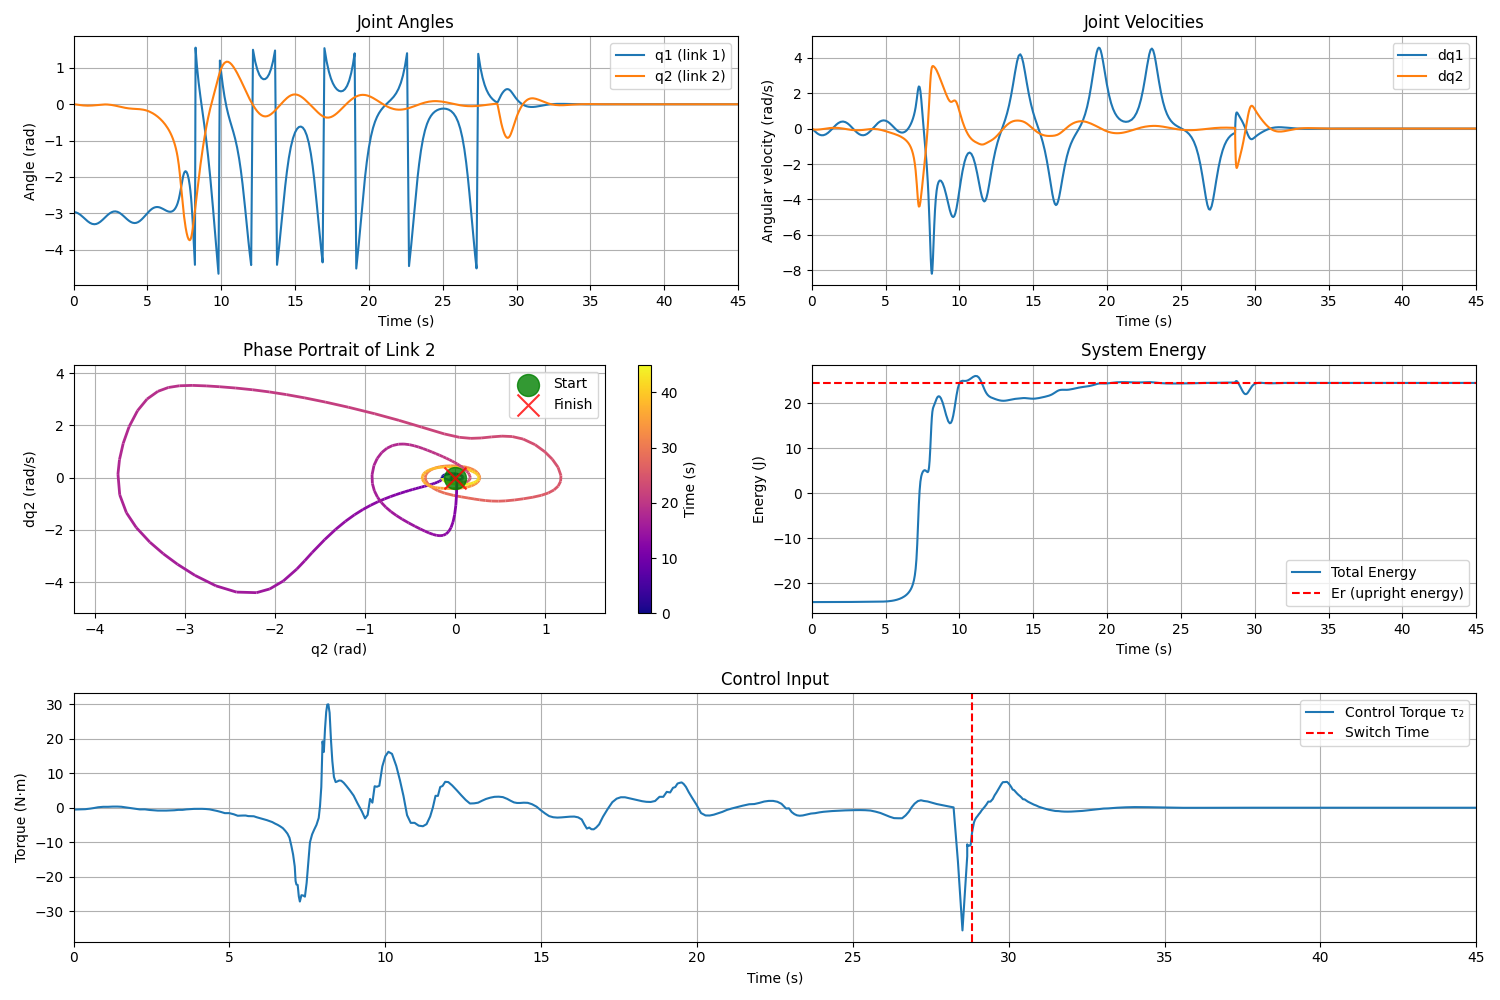 Joint Angles
Angle (rad)
1
0
−1
−2
−3
−4
q1 (link 1)
q2 (link 2)
0 5 10 15 20 25 30 35 40 45
Time (s)
Joint Velocities
Angular velocity (rad/s)
4
2
0
−2
−4
−6
−8
dq1
dq2
0 5 10 15 20 25 30 35 40 45
Time (s)
Phase Portrait of Link 2
dq2 (rad/s)
4
2
0
−2
−4
Start
Finish
−4 −3 −2 −1 0 1
q2 (rad)
Time (s)
40
30
20
10
0
System Energy
Energy (J)
20
10
0
−10
−20
Total Energy
Er (upright energy)
0 5 10 15 20 25 30 35 40 45
Time (s)
Control Input
Torque (N·m)
30
20
10
0
−10
−20
−30
Control Torque τ₂
Switch Time
0 5 10 15 20 25 30 35 40 45
Time (s)